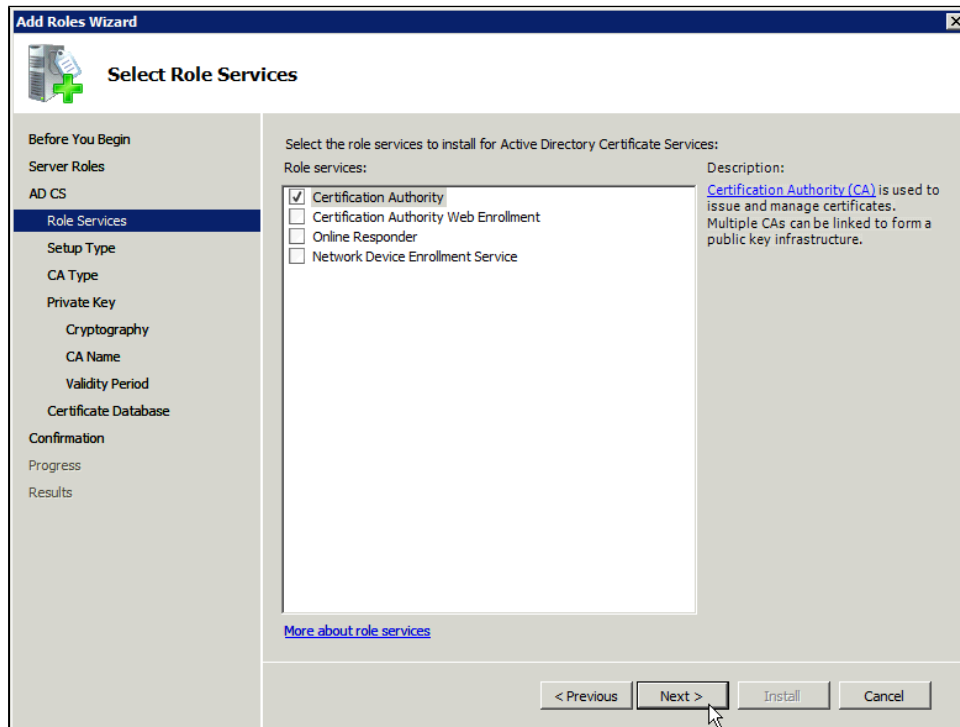 Add Roles Wizard
Select Role Services
Before You Begin
Server Roles
AD CS
Role Services
Setup Type
CA Type
Private Key
Cryptography
CA Name
Validity Period
Certificate Database
Confirmation
Progress
Results
Select the role services to install for Active Directory Certificate Services:
Role services:
Certification Authority
Certification Authority Web Enrollment
Online Responder
Network Device Enrollment Service
More about role services
Description:
Certification Authority (CA) is used to
issue and manage certificates.
Multiple CAs can be linked to form a
public key infrastructure.
< Previous
Next >
Install
Cancel